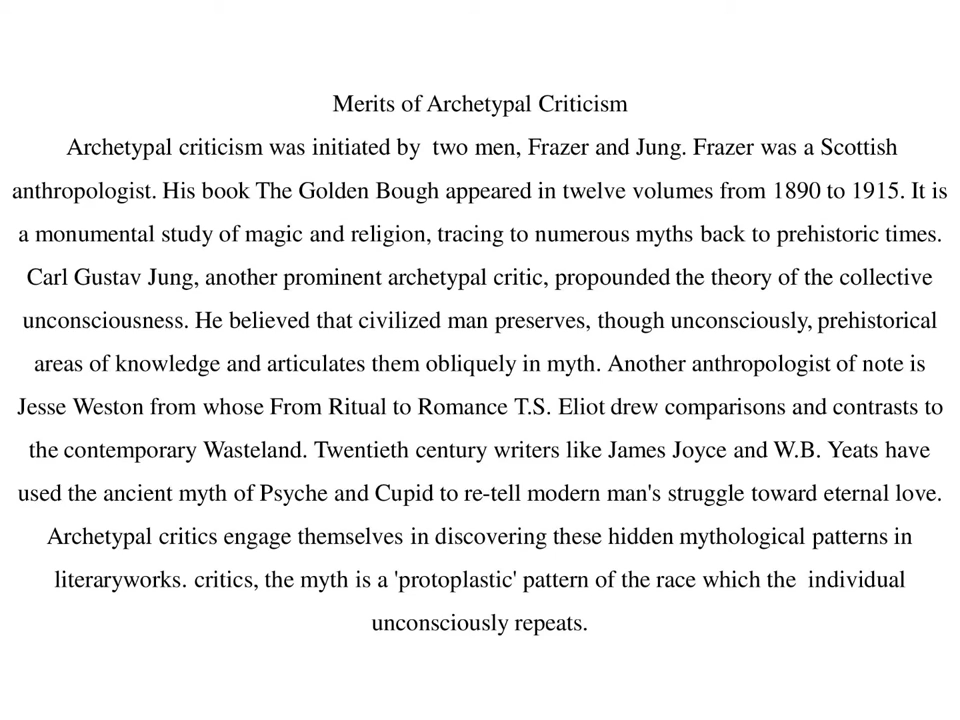 Merits of Archetypal Criticism
Archetypal criticism was initiated by  two men, Frazer and Jung. Frazer was a Scottish
anthropologist. His book The Golden Bough appeared in twelve volumes from 1890 to 1915. It is
a monumental study of magic and religion, tracing to numerous myths back to prehistoric times.
Carl Gustav Jung, another prominent archetypal critic, propounded the theory of the collective
unconsciousness. He believed that civilized man preserves, though unconsciously, prehistorical
areas of knowledge and articulates them obliquely in myth. Another anthropologist of note is
Jesse Weston from whose From Ritual to Romance T.S. Eliot drew comparisons and contrasts to
the contemporary Wasteland. Twentieth century writers like James Joyce and W.B. Yeats have
used the ancient myth of Psyche and Cupid to re-tell modern man's struggle toward eternal love.
Archetypal critics engage themselves in discovering these hidden mythological patterns in
literaryworks. critics, the myth is a 'protoplastic' pattern of the race which the  individual
unconsciously repeats.